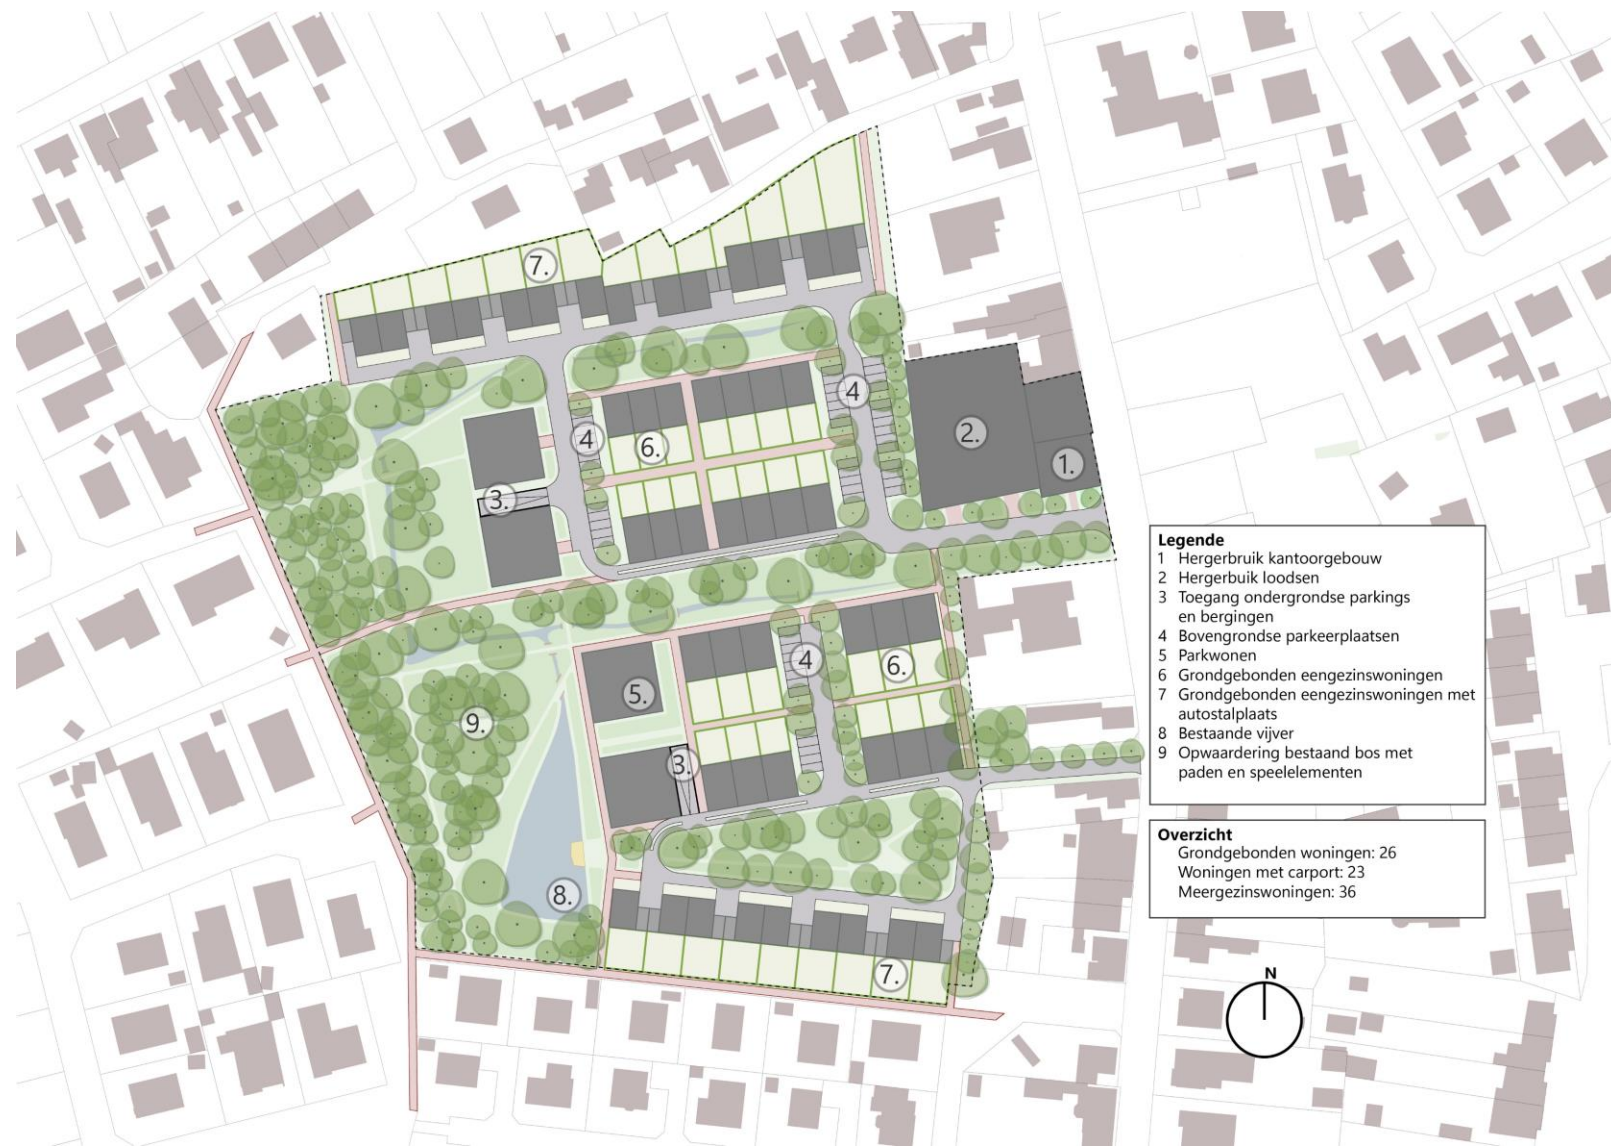 7.
4
4
6.
2.
1.
3.
Legende
1 Hergerbruik kantoorgebouw
2 Hergerbuik loodsen
3 Toegang ondergrondse parkings
en bergingen
4 Bovengrondse parkeerplaatsen
5 Parkwonen
6 Grondgebonden eengezinswoningen
7 Grondgebonden eengezinswoningen met
autostalplaats
8 Bestaande vijver
9 Opwaardering bestaand bos met
paden en speelelementen
4
6.
5.
9.
3.
Overzicht
Grondgebonden woningen: 26
Woningen met carport: 23
Meergezinswoningen: 36
8.
7.
N